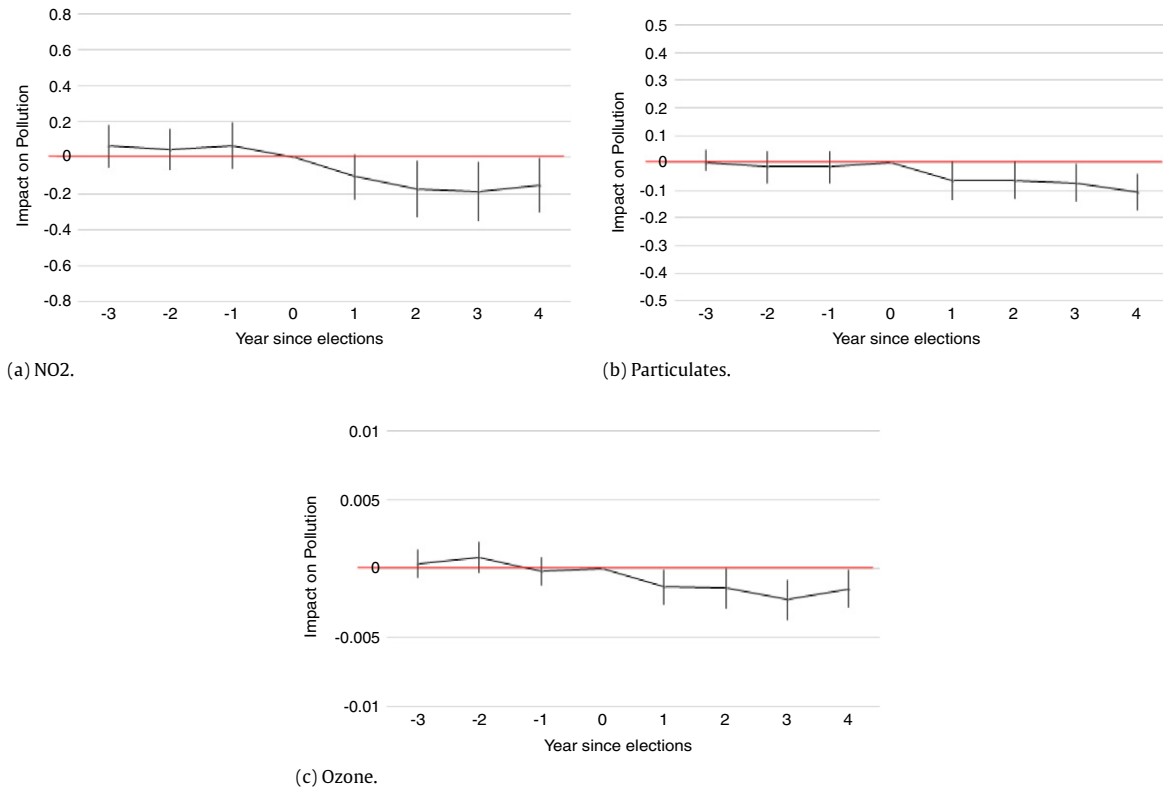 0.8
0.6
0.4
0.2
0
-0.2
-0.4
-0.6
-0.8
Impact on Pollution
-3 -2 -1 0 1 2 3 4
Year since elections
(a) NO2.
0.5
0.4
0.3
0.2
0.1
0
-0.1
-0.2
-0.3
-0.4
-0.5
Impact on Pollution
-3 -2 -1 0 1 2 3 4
Year since elections
(b) Particulates.
0.01
0.005
0
-0.005
-0.01
Impact on Pollution
-3 -2 -1 0 1 2 3 4
Year since elections
(c) Ozone.